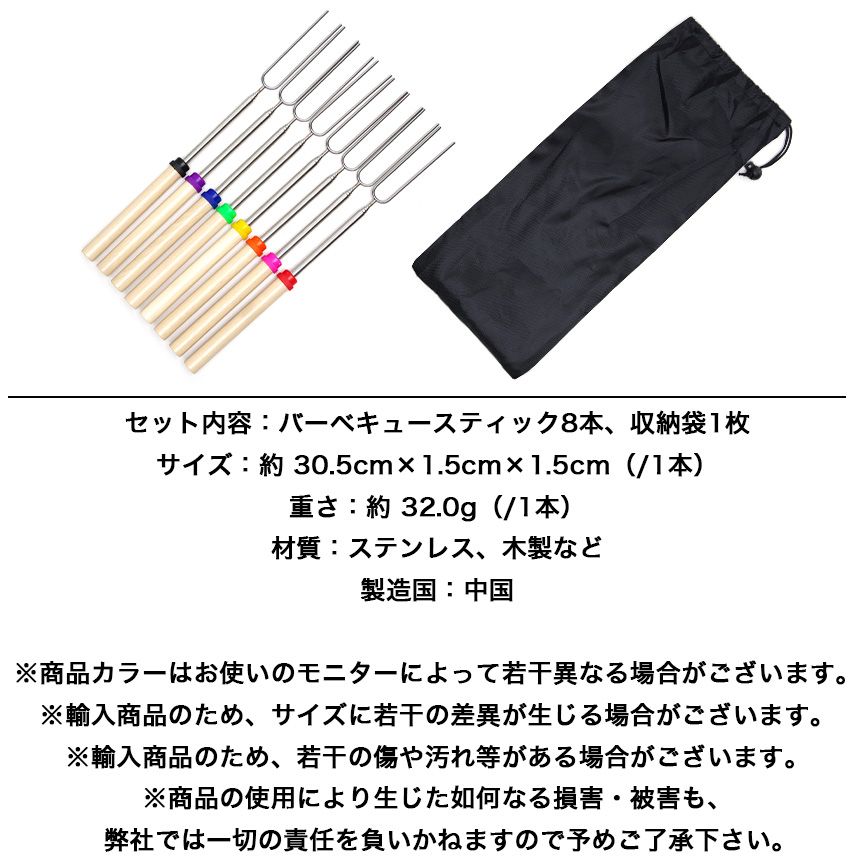 セット内容：バーベキュースティック8本、収納袋1枚
サイズ：約 30.5cm×1.5cm×1.5cm（/1本）
重さ：約 32.0g（/1本）
材質：ステンレス、木製など
製造国：中国
※商品カラーはお使いのモニターによって若干異なる場合がございます。
※輸入商品のため、サイズに若干の差異が生じる場合がございます。
※輸入商品のため、若干の傷や汚れ等がある場合がございます。
※商品の使用により生じた如何なる損害・被害も、
弊社では一切の責任を負いかねますので予めご了承下さい。